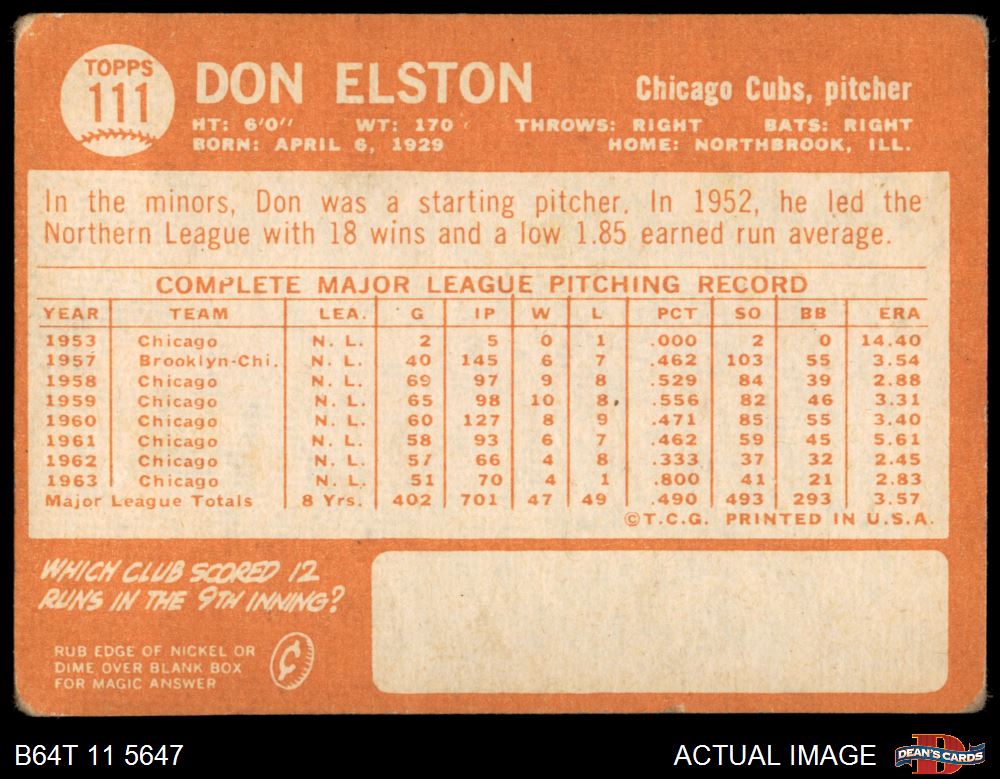 TOPPS
111
DON ELSTON
Chicago Cubs, pitcher
HT: 6'0" WT: 170 THROWS: RIGHT BATS: RIGHT
BORN: APRIL 6, 1929 HOME: NORTHBROOK, ILL.
In the minors, Don was a starting pitcher. In 1952, he led the
Northern League with 18 wins and a low 1.85 earned run average.
COMPLETE MAJOR LEAGUE PITCHING RECORD
YEAR TEAM LEA. G IP W L PCT SO BB ERA
1953 Chicago N. L. 2 5 0 1 .000 2 0 14.40
1957 Brooklyn-Chi. N. L. 40 145 6 7 .462 103 55 3.54
1958 Chicago N. L. 69 97 9 8 .529 84 39 2.88
1959 Chicago N. L. 65 98 10 8 .556 82 46 3.31
1960 Chicago N. L. 60 127 8 9 .471 85 55 3.40
1961 Chicago N. L. 58 93 6 7 .462 59 45 5.61
1962 Chicago N. L. 57 66 4 8 .333 37 32 2.45
1963 Chicago N. L. 51 70 4 1 .800 41 21 2.83
Major League Totals 8 Yrs. 402 701 47 49 .490 493 293 3.57
©T.C.G. PRINTED IN U.S.A.
WHICH CLUB SCORED 12
RUNS IN THE 9TH INNING?
RUB EDGE OF NICKEL OR
DIME OVER BLANK BOX
FOR MAGIC ANSWER
¢
B64T 11 5647
ACTUAL IMAGE
D
DEAN'S CARDS